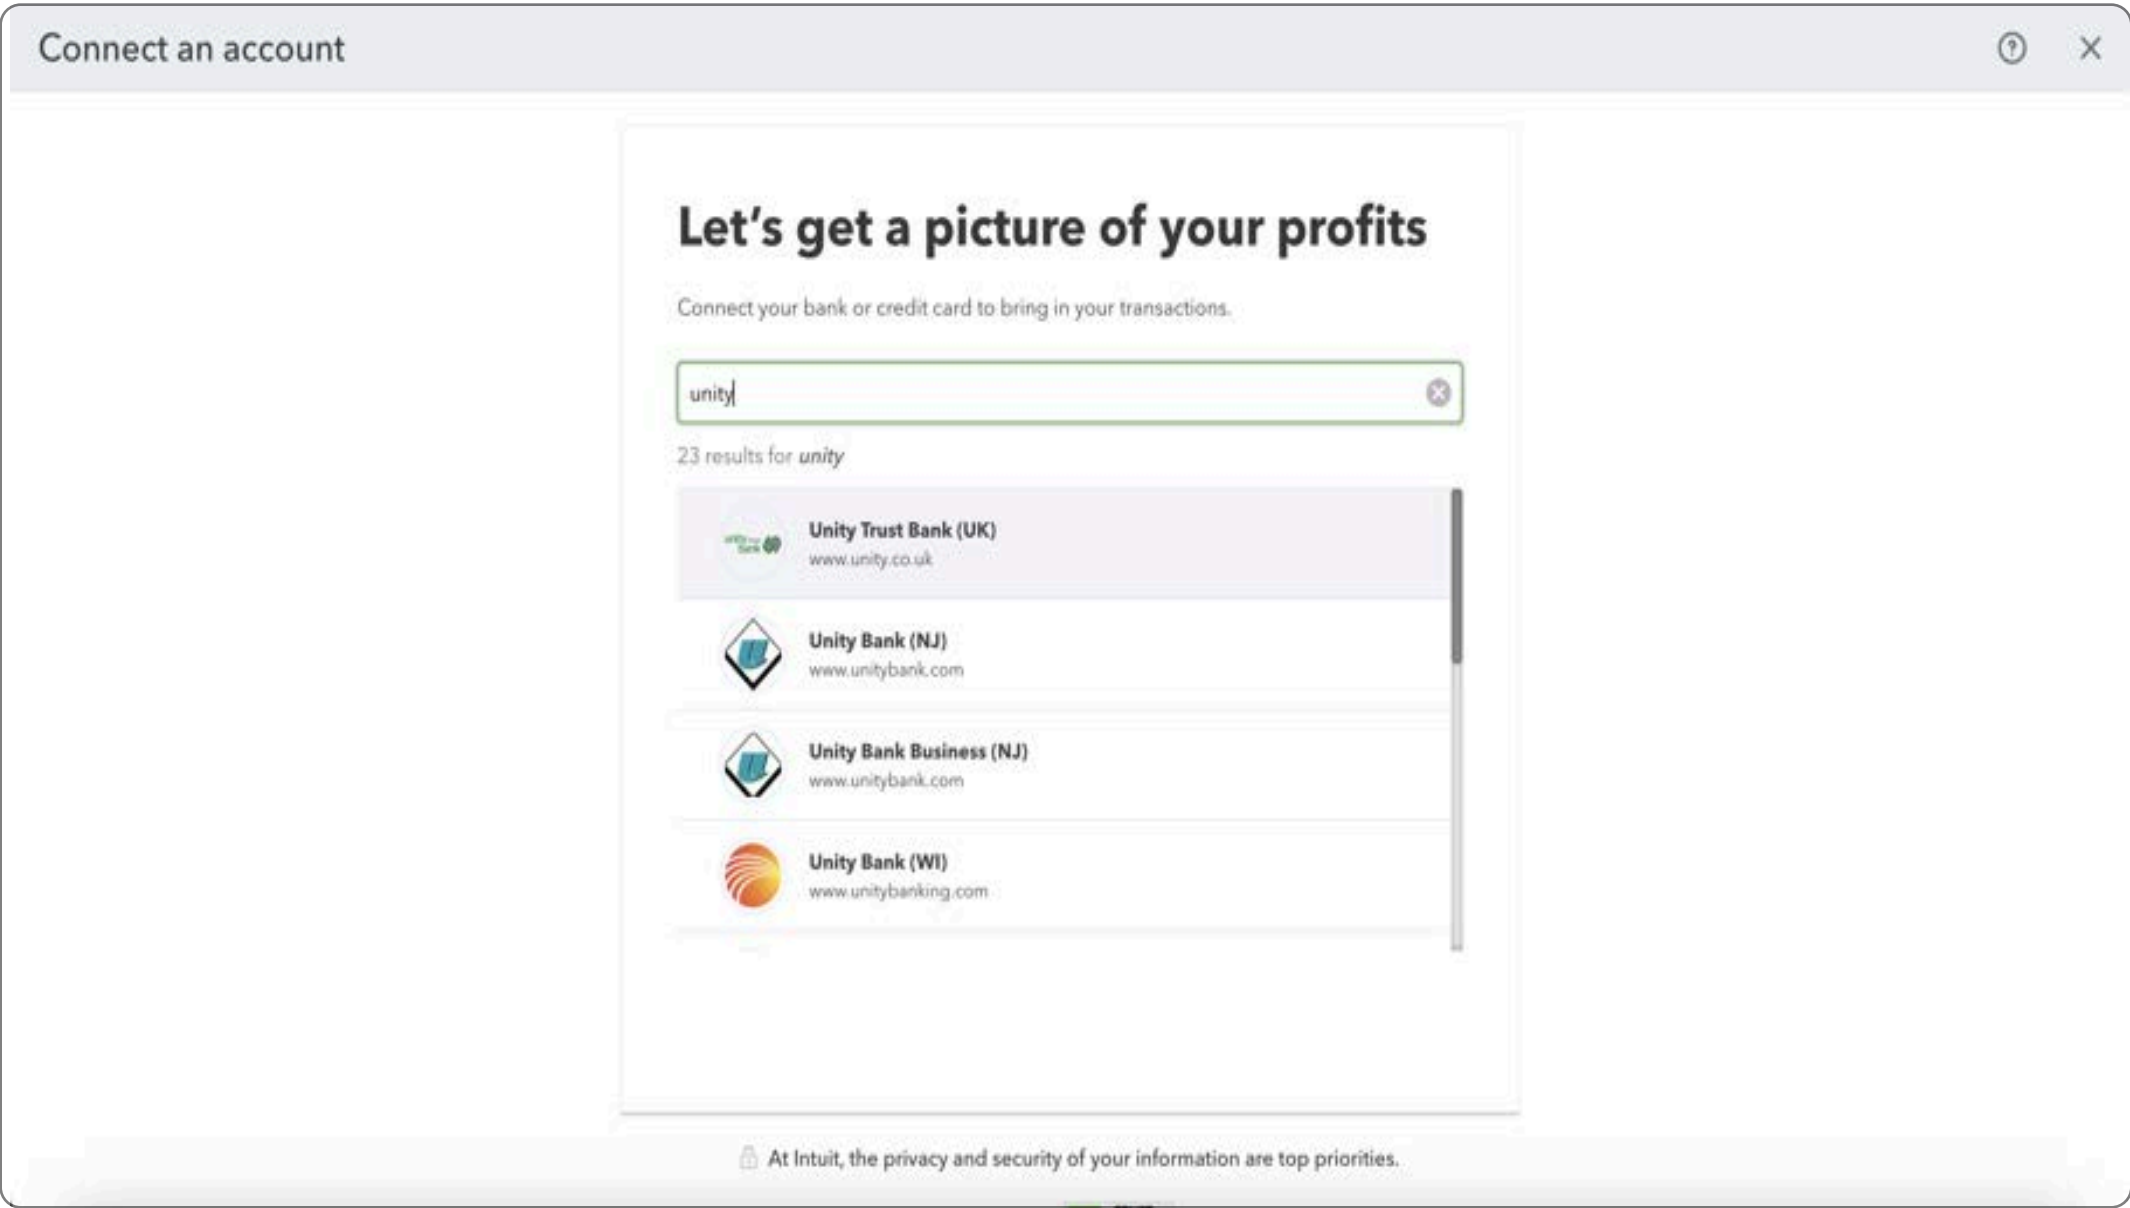 Connect an account
Let's get a picture of your profits
Connect your bank or credit card to bring in your transactions.
unity
23 results for unity
Unity Trust Bank (UK)
www.unity.co.uk
Unity Bank (NJ)
www.unitybank.com
Unity Bank Business (NJ)
www.unitybank.com
Unity Bank (WI)
www.unitybanking.com
At Intuit, the privacy and security of your information are top priorities.